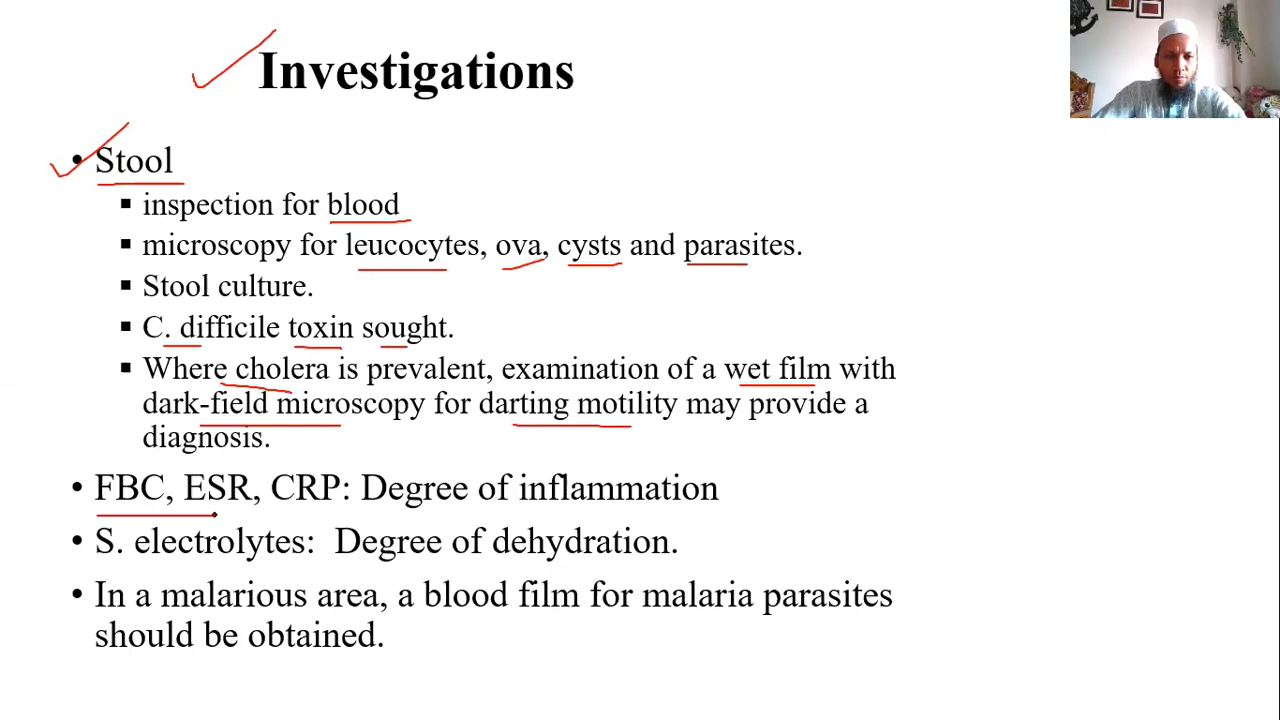 Investigations
• Stool
▪ inspection for blood
▪ microscopy for leucocytes, ova, cysts and parasites.
▪ Stool culture.
▪ C. difficile toxin sought.
▪ Where cholera is prevalent, examination of a wet film with
dark-field microscopy for darting motility may provide a
diagnosis.
• FBC, ESR, CRP: Degree of inflammation
• S. electrolytes: Degree of dehydration.
• In a malarious area, a blood film for malaria parasites
should be obtained.